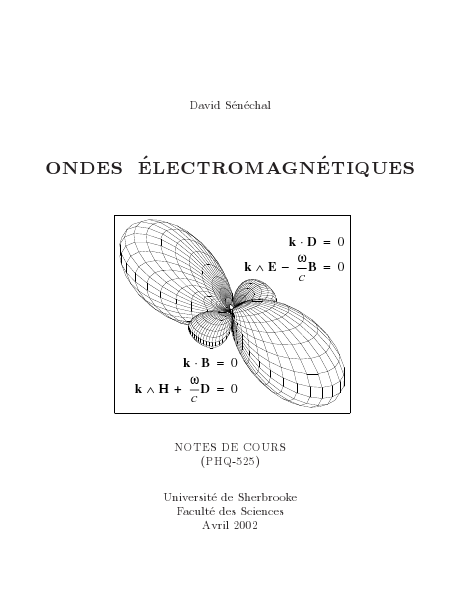 David Sénéchal
ONDES ÉLECTROMAGNÉTIQUES
k · D = 0
k ∧ E − ω/c B = 0
k · B = 0
k ∧ H + ω/c D = 0
NOTES DE COURS
(PHQ-525)
Université de Sherbrooke
Faculté des Sciences
Avril 2002